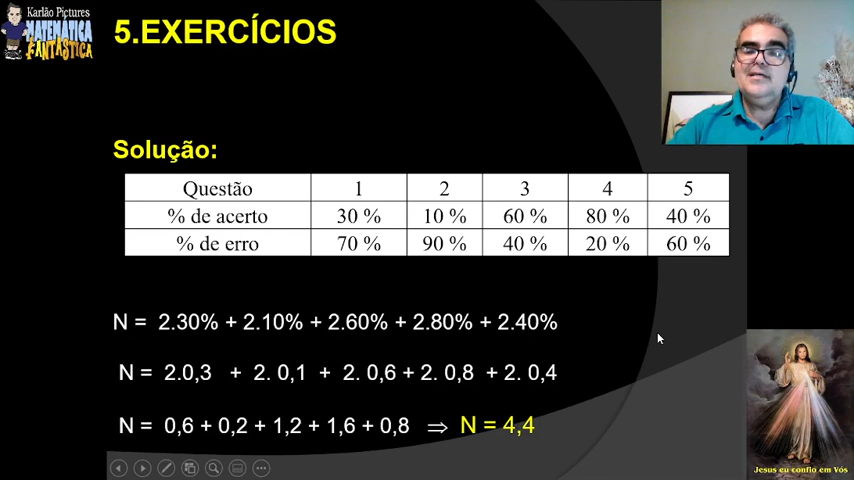 Karlão Pictures
MATEMÁTICA
FANTÁSTICA
5.EXERCÍCIOS
Solução:
Questão 1 2 3 4 5
% de acerto 30 % 10 % 60 % 80 % 40 %
% de erro 70 % 90 % 40 % 20 % 60 %
N = 2.30% + 2.10% + 2.60% + 2.80% + 2.40%
N = 2.0,3 + 2. 0,1 + 2. 0,6 + 2. 0,8 + 2. 0,4
N = 0,6 + 0,2 + 1,2 + 1,6 + 0,8 ⇒ N = 4,4
Jesus eu confio em Vós